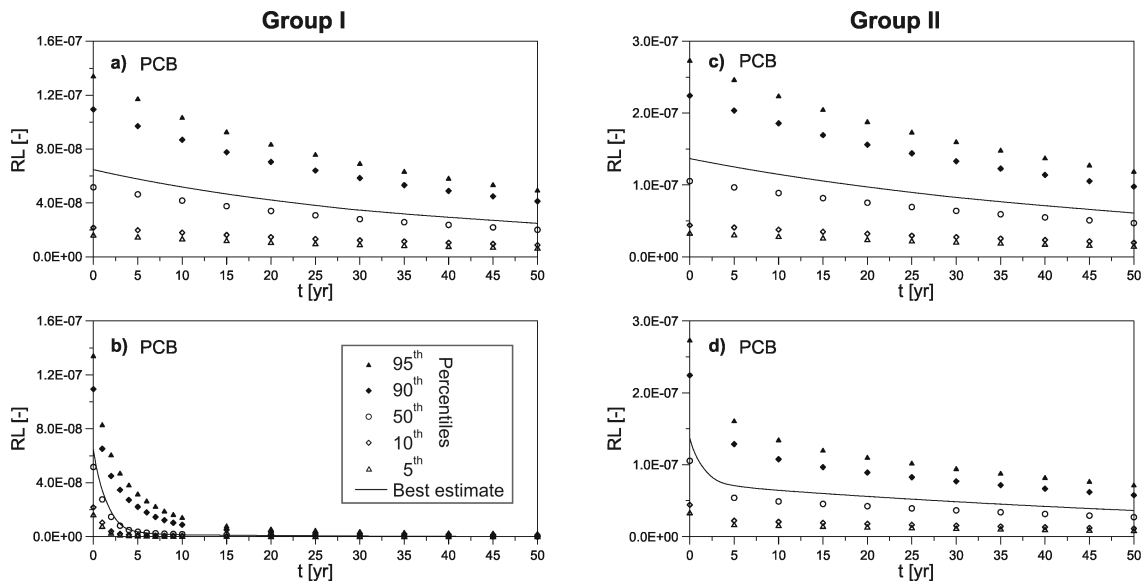 Group I
Group II
a) PCB
RL [-]
1.6E-07
1.2E-07
8.0E-08
4.0E-08
0.0E+00
0 5 10 15 20 25 30 35 40 45 50
t [yr]
c) PCB
RL [-]
3.0E-07
2.0E-07
1.0E-07
0.0E+00
0 5 10 15 20 25 30 35 40 45 50
t [yr]
b) PCB
RL [-]
1.6E-07
1.2E-07
8.0E-08
4.0E-08
0.0E+00
0 5 10 15 20 25 30 35 40 45 50
t [yr]
95th
90th
50th
10th
5th
Percentiles
Best estimate
d) PCB
RL [-]
3.0E-07
2.0E-07
1.0E-07
0.0E+00
0 5 10 15 20 25 30 35 40 45 50
t [yr]